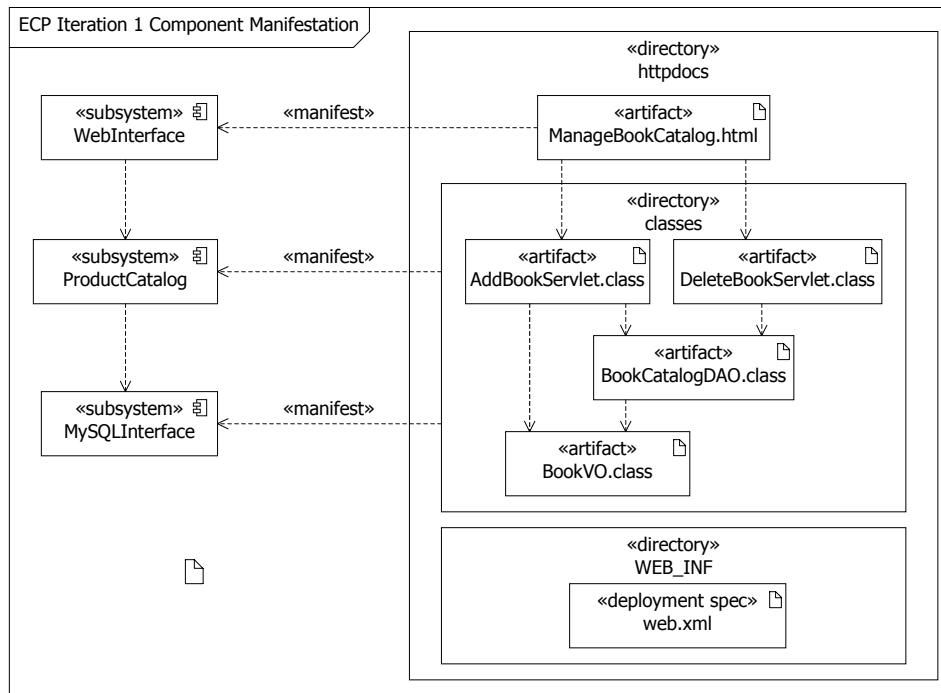 ECP Iteration 1 Component Manifestation
«directory»
httpdocs
«subsystem»
WebInterface
«manifest»
«artifact»
ManageBookCatalog.html
«directory»
classes
«subsystem»
ProductCatalog
«manifest»
«artifact»
AddBookServlet.class
«artifact»
DeleteBookServlet.class
«artifact»
BookCatalogDAO.class
«subsystem»
MySQLInterface
«manifest»
«artifact»
BookVO.class
«directory»
WEB_INF
«deployment spec»
web.xml